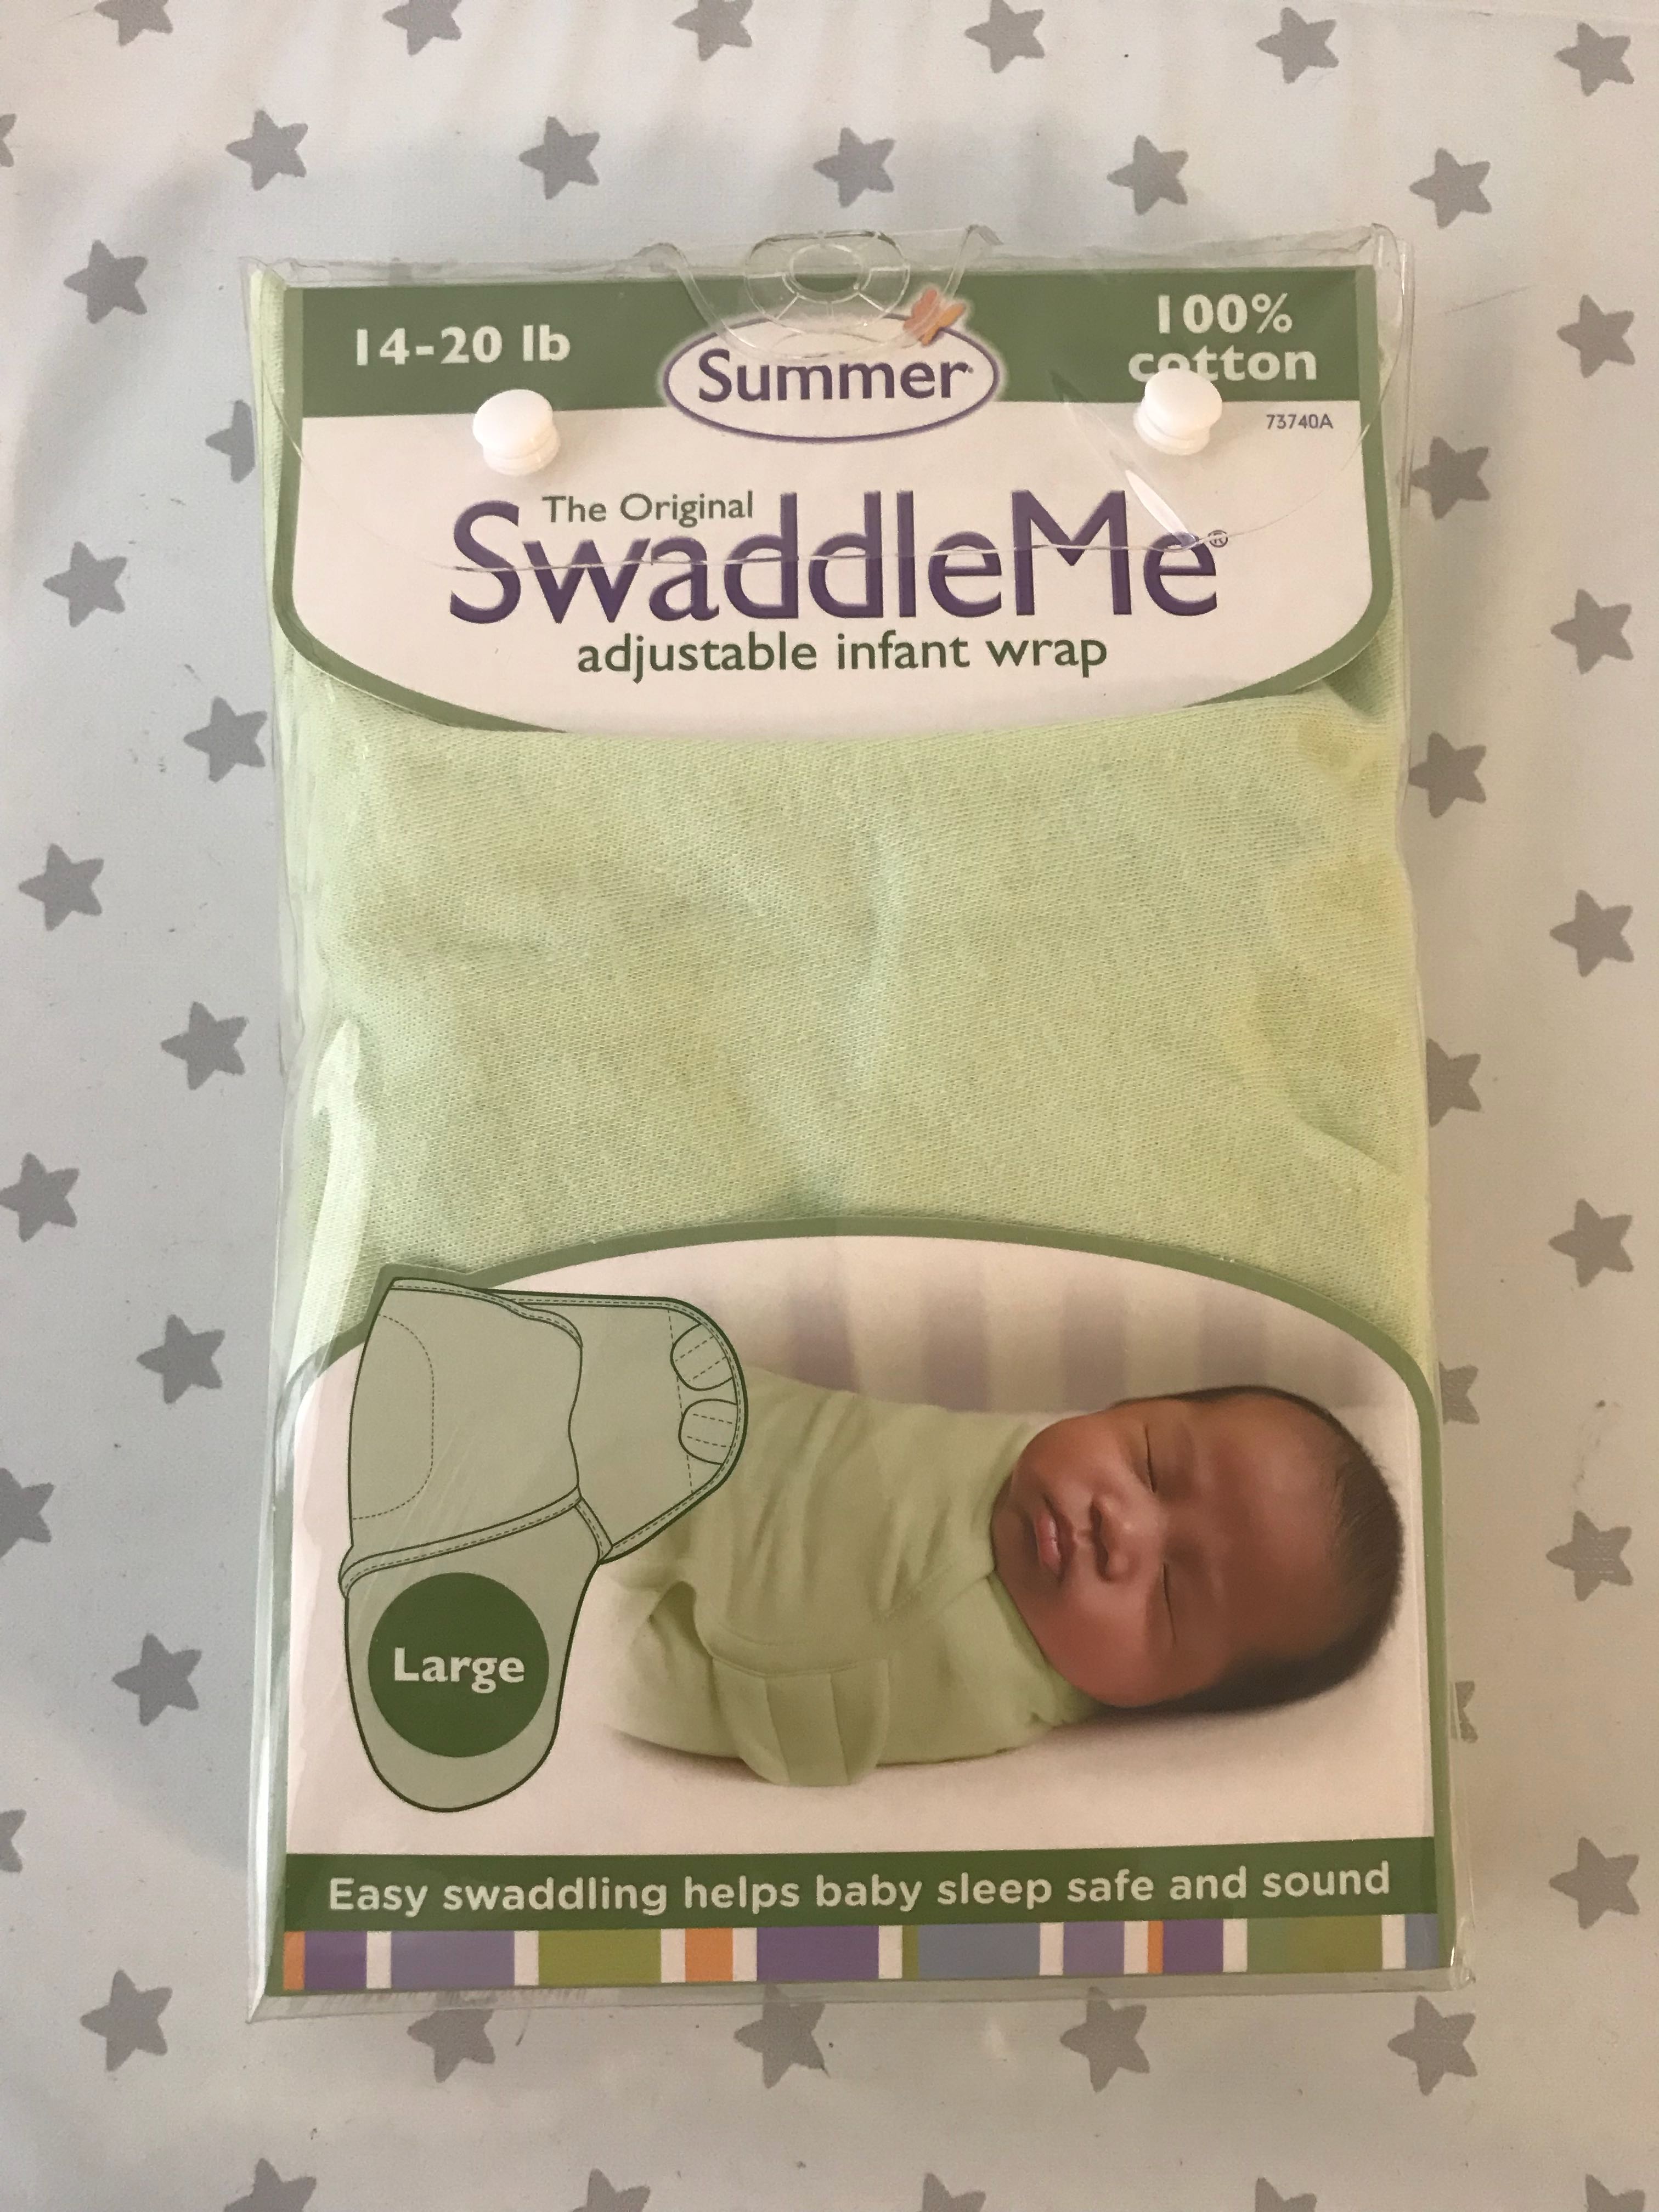 14-20 lb
Summer
100%
cotton
73740A
The Original
SwaddleMe®
adjustable infant wrap
Large
Easy swaddling helps baby sleep safe and sound